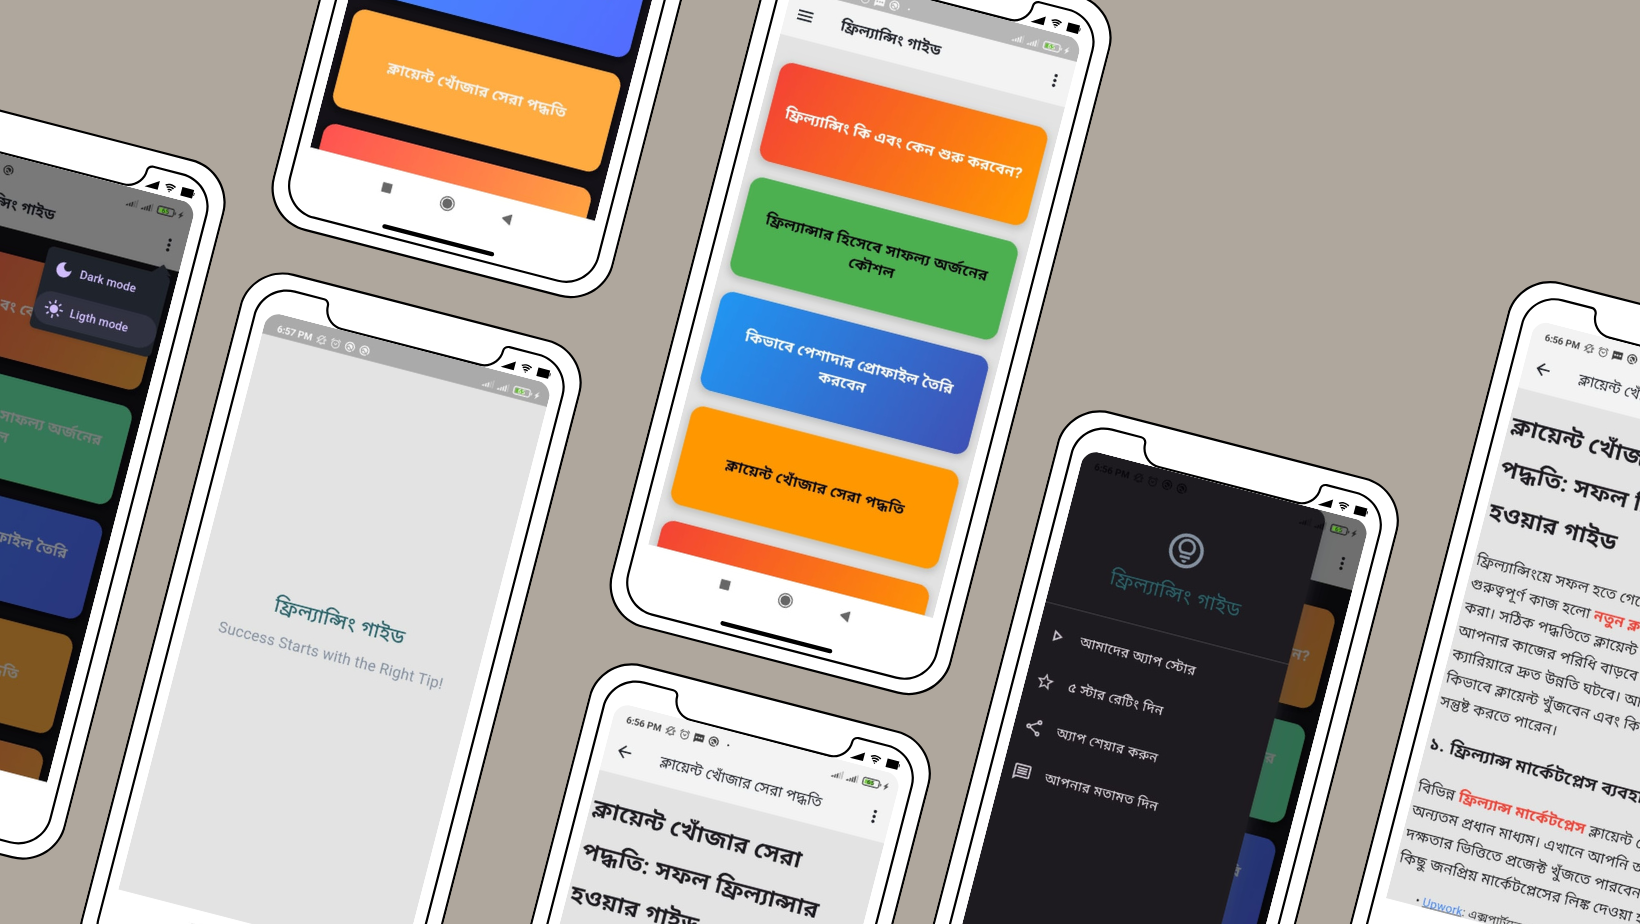 ন্সিং গাইড
Dark mode
Ligth mode
সাফল্য অর্জনের
ফাইল তৈরি
ক্লায়েন্ট খোঁজার সেরা পদ্ধতি
6:57 PM
ফ্রিল্যান্সিং গাইড
Success Starts with the Right Tip!
ফ্রিল্যান্সিং গাইড
ফ্রিল্যান্সিং কি এবং কেন শুরু করবেন?
ফ্রিল্যান্সার হিসেবে সাফল্য অর্জনের
কৌশল
কিভাবে পেশাদার প্রোফাইল তৈরি
করবেন
ক্লায়েন্ট খোঁজার সেরা পদ্ধতি
6:56 PM
ক্লায়েন্ট খোঁজার সেরা পদ্ধতি
ক্লায়েন্ট খোঁজার সেরা
পদ্ধতি: সফল ফ্রিল্যান্সার
হওয়ার গাইড
6:56 PM
ফ্রিল্যান্সিং গাইড
আমাদের অ্যাপ স্টোর
৫ স্টার রেটিং দিন
অ্যাপ শেয়ার করুন
আপনার মতামত দিন
6:56 PM
ক্লায়েন্ট খোঁ
ক্লায়েন্ট খোঁজ
পদ্ধতি: সফল
হওয়ার গাইড
ফ্রিল্যান্সিংয়ে সফল হতে গেলে
গুরুত্বপূর্ণ কাজ হলো নতুন ক্লা
করা। সঠিক পদ্ধতিতে ক্লায়েন্ট
আপনার কাজের পরিধি বাড়বে
ক্যারিয়ারে দ্রুত উন্নতি ঘটবে। আ
কিভাবে ক্লায়েন্ট খুঁজবেন এবং কি
সন্তুষ্ট করতে পারেন।
১. ফ্রিল্যান্স মার্কেটপ্লেস ব্যবহা
বিভিন্ন ফ্রিল্যান্স মার্কেটপ্লেস ক্লায়েন্ট
অন্যতম প্রধান মাধ্যম। এখানে আপনি
দক্ষতার ভিত্তিতে প্রজেক্ট খুঁজতে পারবেন
কিছু জনপ্রিয় মার্কেটপ্লেসের লিঙ্ক দেওয়া
• Upwork: